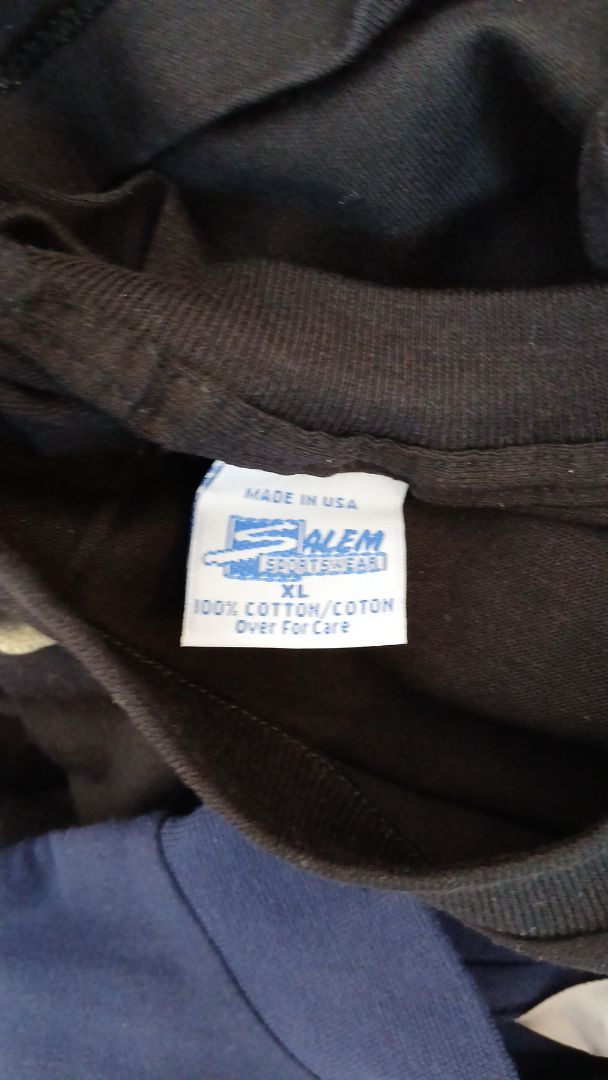 MADE IN USA
SALEM
SPORTSWEAR
XL
100% COTTON/COTON
Over For Care